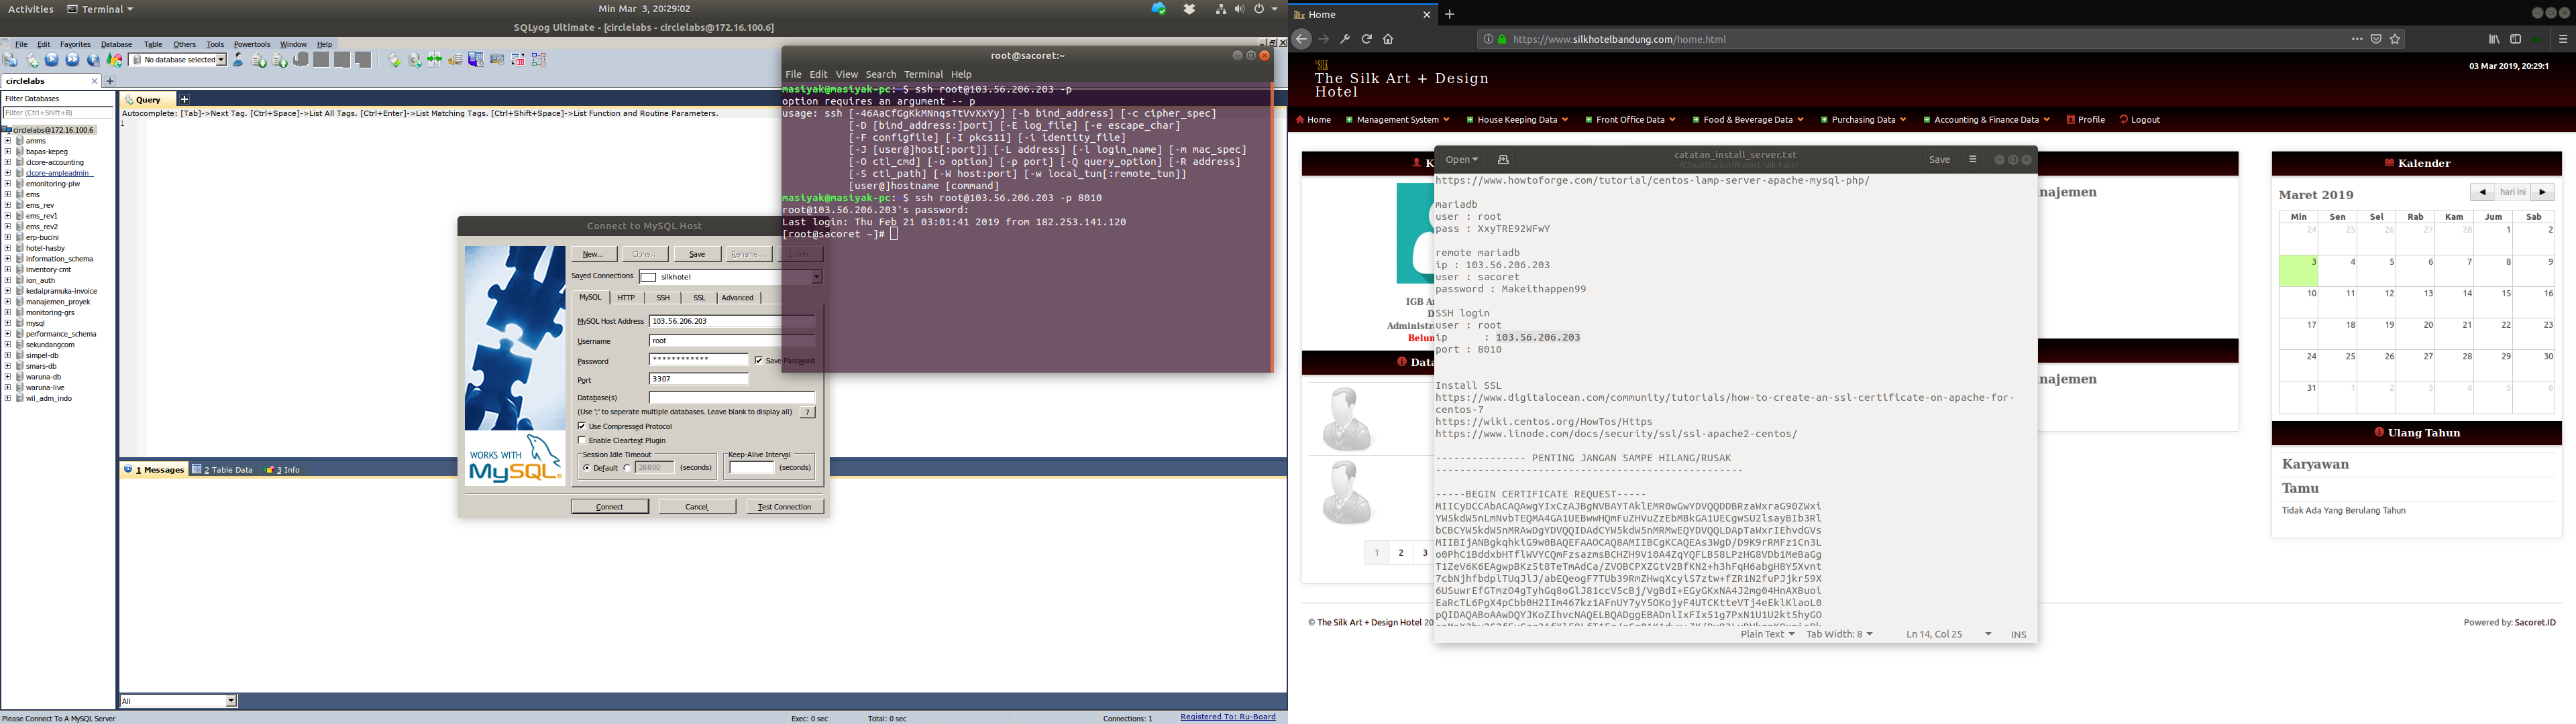 Activities
Terminal
Min Mar 3, 20:29:02
SQLyog Ultimate - [circlelabs - circlelabs@172.16.100.6]
File Edit Favorites Database Table Others Tools Powertools Window Help
No database selected
circlelabs
Filter Databases
Filter (Ctrl+Shift+B)
circlelabs@172.16.100.6
amms
bapas-kepeg
clcore-accounting
clcore-ampleadmin
emonitoring-plw
ems
ems_rev
ems_rev1
ems_rev2
erp-bucini
hotel-hasby
information_schema
inventory-cmt
ion_auth
kedaipramuka-invoice
manajemen_proyek
monitoring-grs
mysql
performance_schema
sekundangcom
simpel-db
smars-db
waruna-db
waruna-live
wil_adm_indo
Query
Autocomplete: [Tab]->Next Tag. [Ctrl+Space]->List All Tags. [Ctrl+Enter]->List Matching Tags. [Ctrl+Shift+Space]->List Function and Routine Parameters.
1
1 Messages 2 Table Data 3 Info
All
Please Connect To A MySQL Server
Exec: 0 sec
Total: 0 sec
Connections: 1
Registered To: Ru-Board
Connect to MySQL Host
New... Clone... Save Rename... Delete
Saved Connections silkhotel
MySQL HTTP SSH SSL Advanced
MySQL Host Address 103.56.206.203
Username root
Password ************ Save Password
Port 3307
Database(s)
(Use ';' to seperate multiple databases. Leave blank to display all) ?
Use Compressed Protocol
Enable Cleartext Plugin
Session Idle Timeout
Default 28800 (seconds)
Keep-Alive Interval
(seconds)
WORKS WITH
MySQL
Connect Cancel Test Connection
root@sacoret:~
File Edit View Search Terminal Help
masiyak@masiyak-pc:~$ ssh root@103.56.206.203 -p
option requires an argument -- p
usage: ssh [-46AaCfGgKkMNnqsTtVvXxYy] [-b bind_address] [-c cipher_spec]
[-D [bind_address:]port] [-E log_file] [-e escape_char]
[-F configfile] [-I pkcs11] [-i identity_file]
[-J [user@]host[:port]] [-L address] [-l login_name] [-m mac_spec]
[-O ctl_cmd] [-o option] [-p port] [-Q query_option] [-R address]
[-S ctl_path] [-W host:port] [-w local_tun[:remote_tun]]
[user@]hostname [command]
masiyak@masiyak-pc:~$ ssh root@103.56.206.203 -p 8010
root@103.56.206.203's password:
Last login: Thu Feb 21 03:01:41 2019 from 182.253.141.120
[root@sacoret ~]#
Home
https://www.silkhotelbandung.com/home.html
SILK
The Silk Art + Design
Hotel
03 Mar 2019, 20:29:1
Home Management System House Keeping Data Front Office Data Food & Beverage Data Purchasing Data Accounting & Finance Data Profile Logout
IGB A
D
Administra
Belun
Data
1 2 3
najemen
najemen
catatan_install_server.txt
~/CloudStation/Project/silk-hotel
Open
Save
https://www.howtoforge.com/tutorial/centos-lamp-server-apache-mysql-php/
mariadb
user : root
pass : XxyTRE92WFwY
remote mariadb
ip : 103.56.206.203
user : sacoret
password : Makeithappen99
SSH login
user : root
ip : 103.56.206.203
port : 8010
Install SSL
https://www.digitalocean.com/community/tutorials/how-to-create-an-ssl-certificate-on-apache-for-
centos-7
https://wiki.centos.org/HowTos/Https
https://www.linode.com/docs/security/ssl/ssl-apache2-centos/
--------------- PENTING JANGAN SAMPE HILANG/RUSAK
---------------------------------------------------
-----BEGIN CERTIFICATE REQUEST-----
Plain Text Tab Width: 8 Ln 14, Col 25 INS
Kalender
Maret 2019
hari ini
Min Sen Sel Rab Kam Jum Sab
24 25 26 27 28 1 2
3 4 5 6 7 8 9
10 11 12 13 14 15 16
17 18 19 20 21 22 23
24 25 26 27 28 29 30
31 1 2 3 4 5 6
Ulang Tahun
Karyawan
Tamu
Tidak Ada Yang Berulang Tahun
© The Silk Art + Design Hotel 20
Powered by: Sacoret.ID